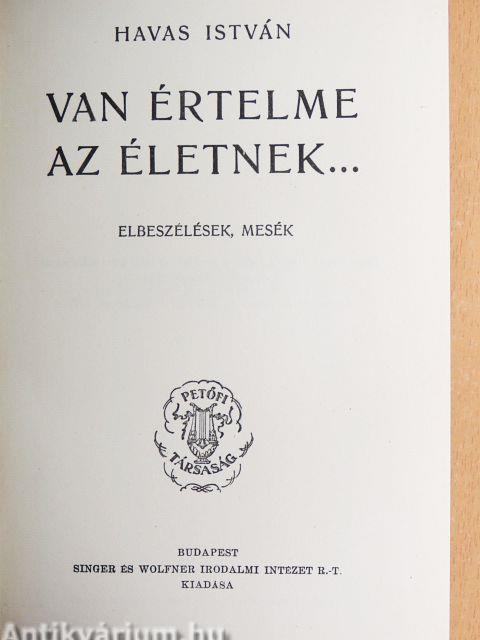 HAVAS ISTVÁN
VAN ÉRTELME
AZ ÉLETNEK...
ELBESZÉLÉSEK, MESÉK
PETŐFI
TÁRSASÁG
BUDAPEST
SINGER ÉS WOLFNER IRODALMI INTÉZET R.-T.
KIADÁSA
Antikvárium.hu